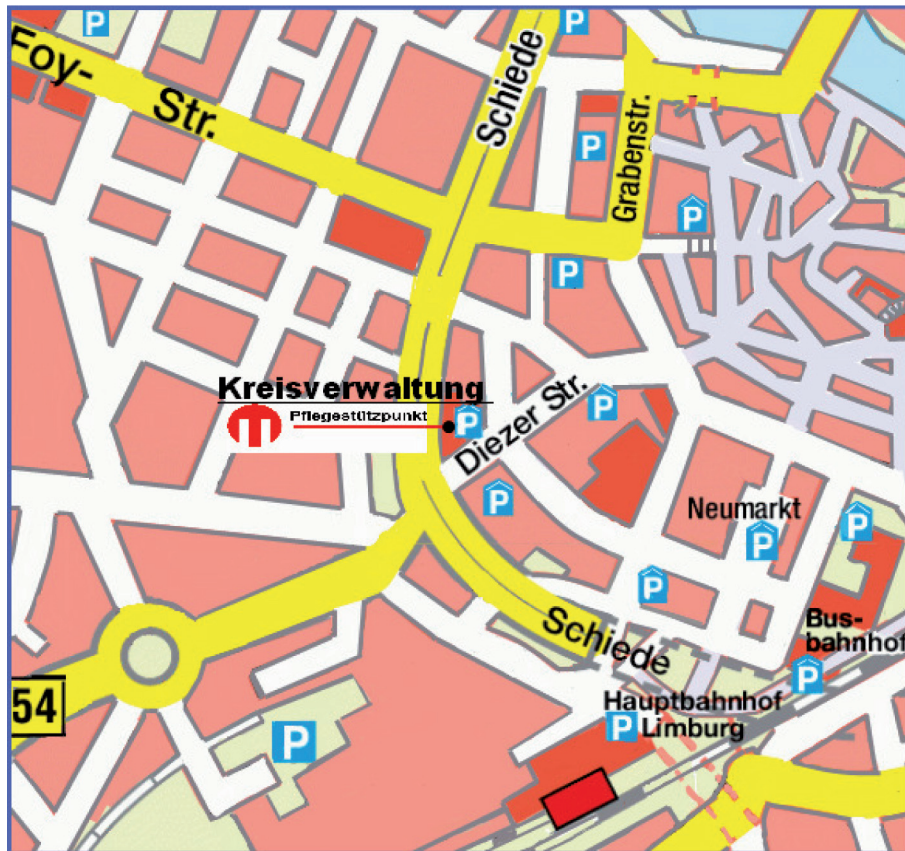 P
P
Foy-
Str.
Schiede
P
Grabenstr.
P
P
Kreisverwaltung
Pflegestützpunkt
P
Diezer Str.
P
P
Neumarkt
P
P
P
Schiede
Bus-
bahnhof
P
54
P
Hauptbahnhof
P Limburg